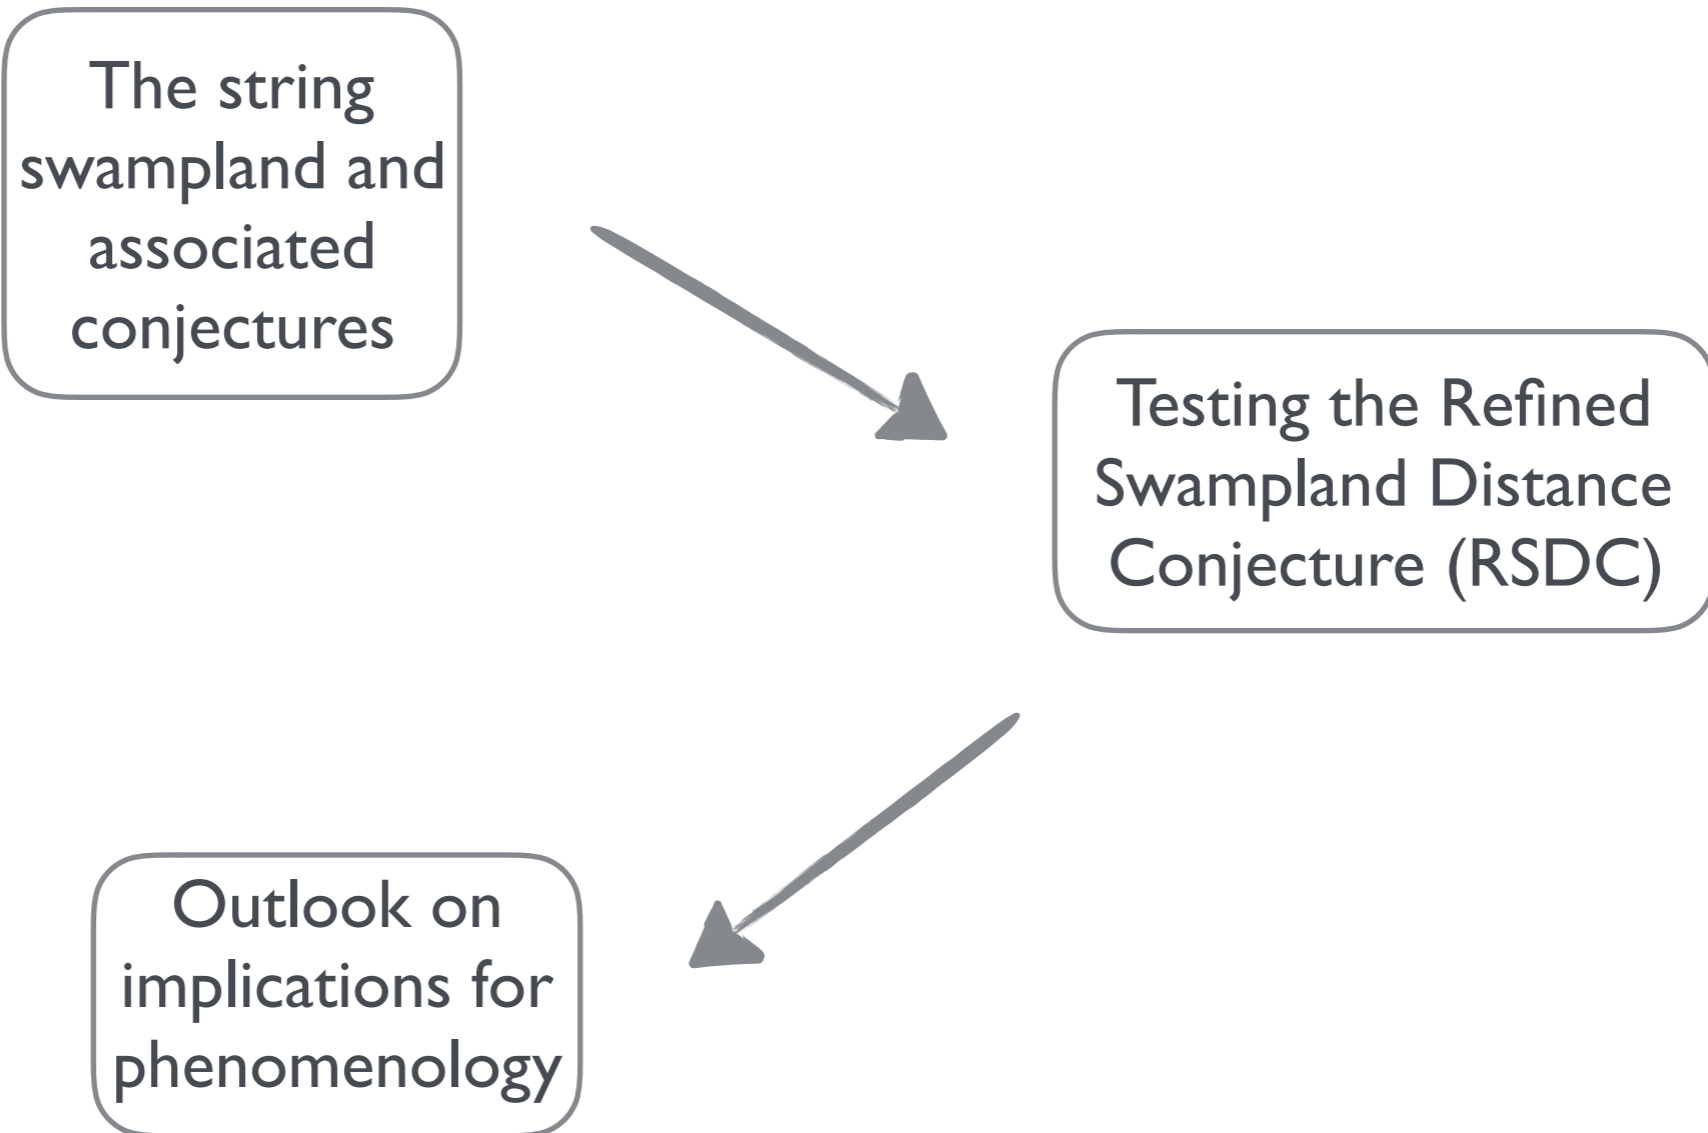 The string
swampland and
associated
conjectures
Testing the Refined
Swampland Distance
Conjecture (RSDC)
Outlook on
implications for
phenomenology